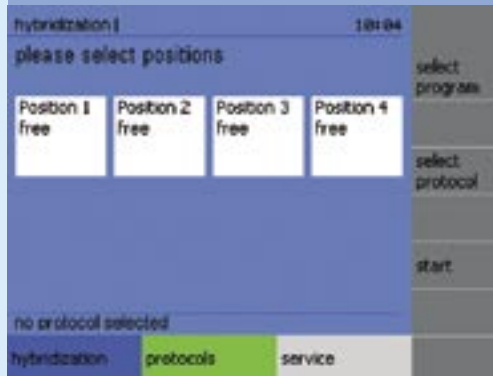 hybridization 1 10:04
please select positions
Position 1 Position 2 Position 3 Position 4
free free free free
select
program
select
protocol
start
no protocol selected
hybridization protocols service